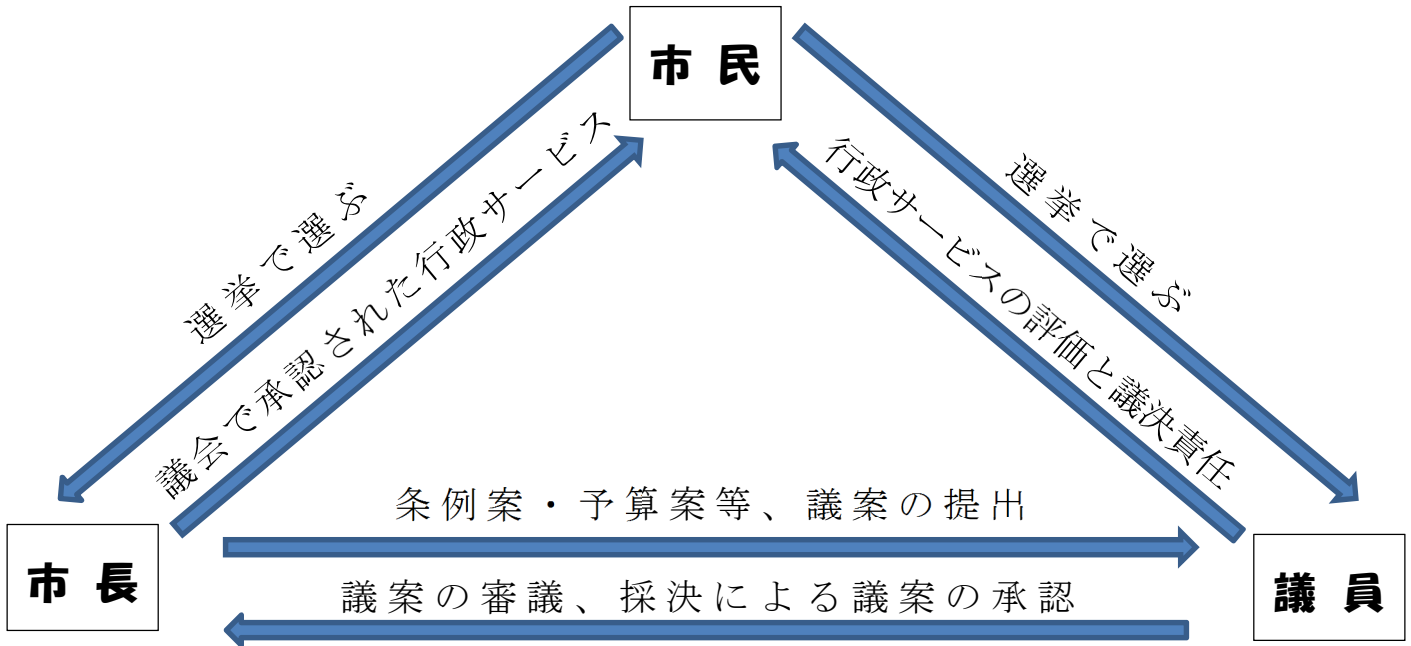 市民
選挙で選ぶ
議会で承認された行政サービス
行政サービスの評価と議決責任
選挙で選ぶ
条例案・予算案等、議案の提出
市長
議案の審議、採決による議案の承認
議員